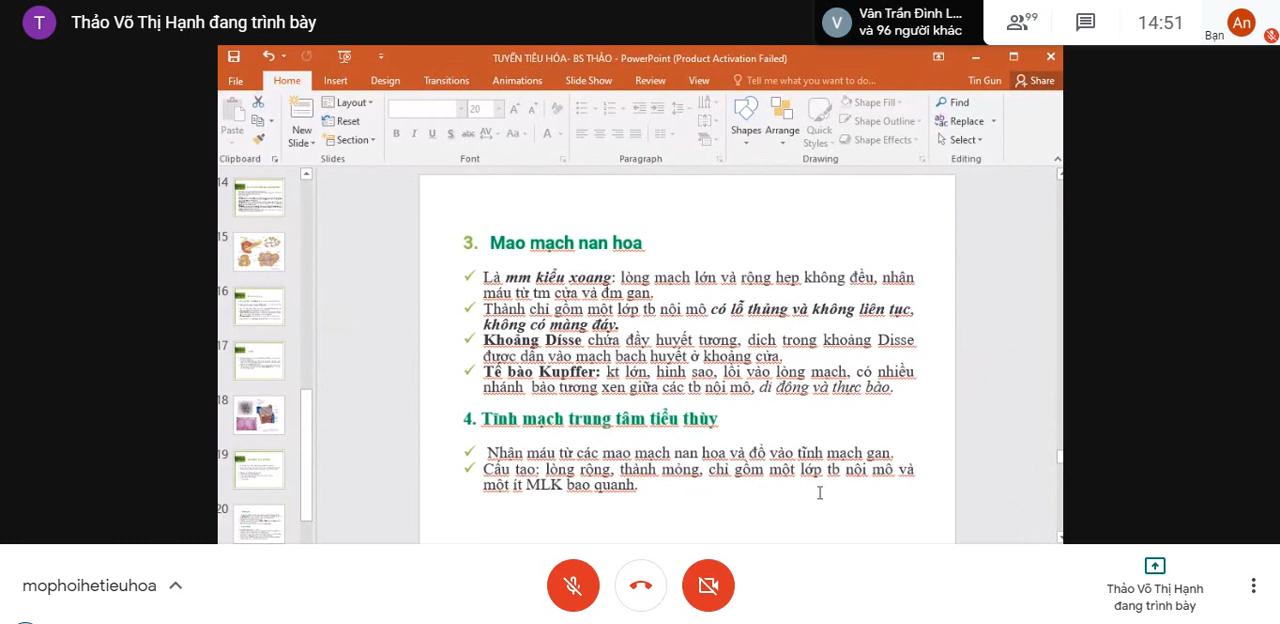 T Thảo Võ Thị Hạnh đang trình bày
V Vân Trần Đình L...
và 96 người khác
99
14:51
Bạn
An
TUYẾN TIÊU HÓA- BS THẢO - PowerPoint (Product Activation Failed)
File Home Insert Design Transitions Animations Slide Show Review View Tell me what you want to do... Tin Gun Share
Paste
New Slide
Layout
Reset
Section
20
B I U S abc AV Aa A
Shapes Arrange Quick Styles
Shape Fill
Shape Outline
Shape Effects
Find
Replace
Select
Clipboard Slides Font Paragraph Drawing Editing
14
15
16
17
18
19
20
3. Mao mạch nan hoa
Là mm kiểu xoang: lòng mạch lớn và rộng hẹp không đều, nhận
máu từ tm cửa và đm gan.
Thành chỉ gồm một lớp tb nội mô có lỗ thủng và không liên tục,
không có màng đáy.
Khoảng Disse chứa đầy huyết tương, dịch trong khoảng Disse
được dẫn vào mạch bạch huyết ở khoảng cửa.
Tế bào Kupffer: kt lớn, hình sao, lồi vào lòng mạch, có nhiều
nhánh bào tương xen giữa các tb nội mô, di động và thực bào.
4. Tĩnh mạch trung tâm tiểu thùy
Nhận máu từ các mao mạch nan hoa và đổ vào tĩnh mạch gan.
Cấu tạo: lòng rộng, thành mỏng, chỉ gồm một lớp tb nội mô và
một ít MLK bao quanh.
mophoihetieuhoa
Thảo Võ Thị Hạnh
đang trình bày